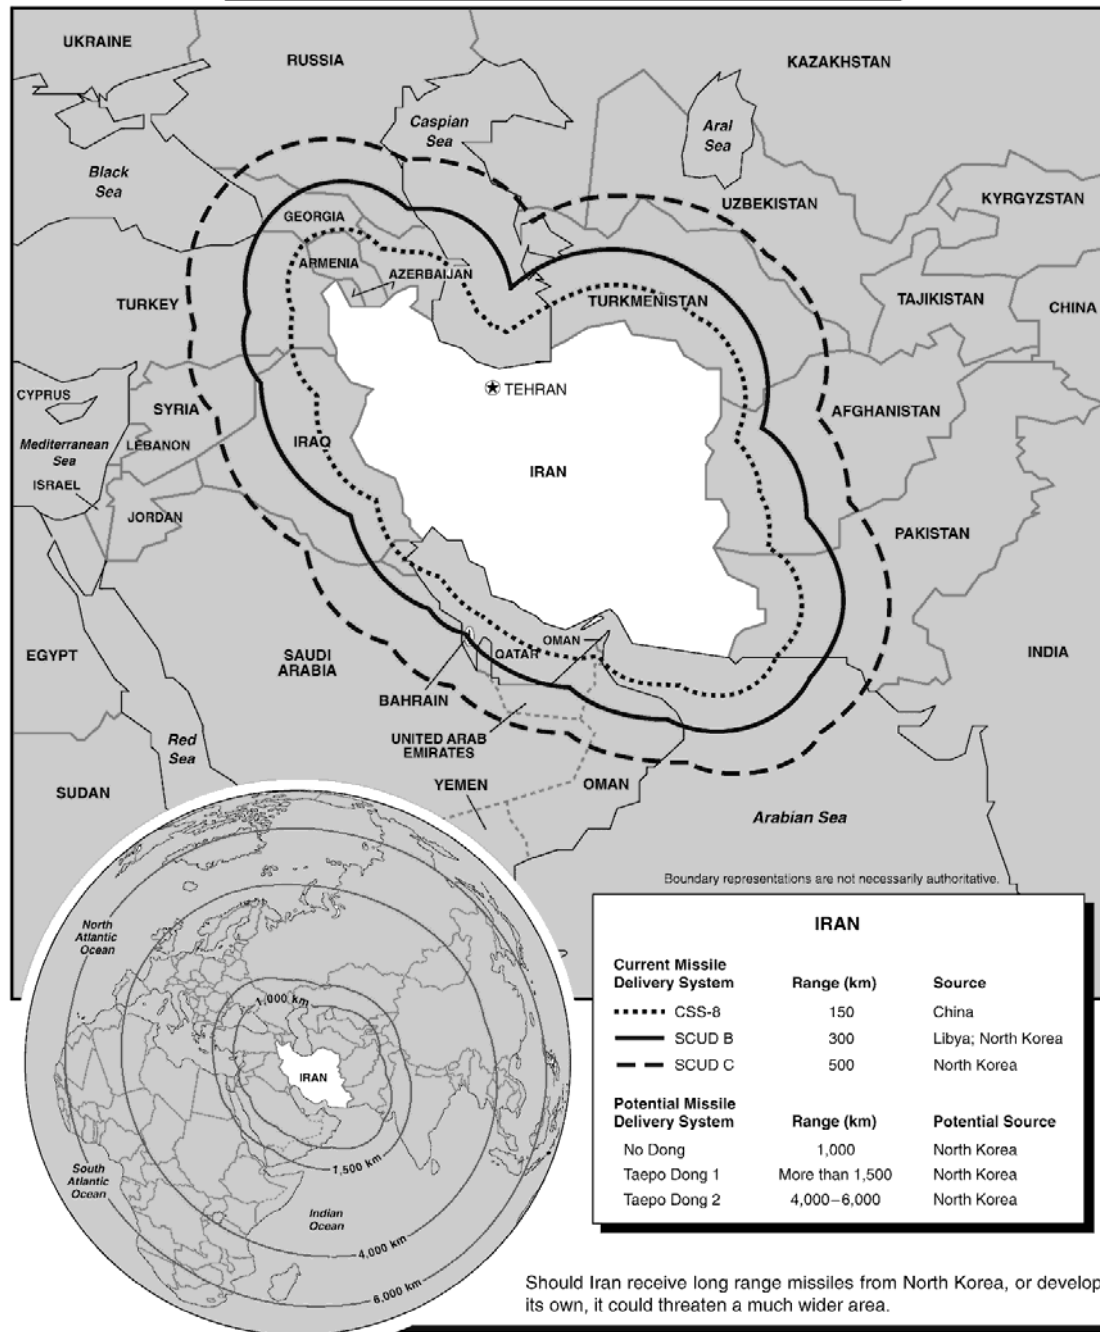 UKRAINE
RUSSIA
KAZAKHSTAN
Caspian
Sea
Aral
Sea
Black
Sea
UZBEKISTAN
KYRGYZSTAN
GEORGIA
ARMENIA
AZERBAIJAN
TURKEY
TURKMENISTAN
TAJIKISTAN
CHINA
CYPRUS
TEHRAN
SYRIA
AFGHANISTAN
Mediterranean
Sea
LEBANON
IRAQ
IRAN
ISRAEL
JORDAN
PAKISTAN
EGYPT
SAUDI
ARABIA
QATAR
OMAN
INDIA
BAHRAIN
Red
Sea
UNITED ARAB
EMIRATES
SUDAN
YEMEN
OMAN
Arabian Sea
Boundary representations are not necessarily authoritative.
North
Atlantic
Ocean
1,000 km
IRAN
1,500 km
South
Atlantic
Ocean
Indian
Ocean
4,000 km
6,000 km
IRAN
Current Missile
Delivery System Range (km) Source
CSS-8 150 China
SCUD B 300 Libya; North Korea
SCUD C 500 North Korea
Potential Missile
Delivery System Range (km) Potential Source
No Dong 1,000 North Korea
Taepo Dong 1 More than 1,500 North Korea
Taepo Dong 2 4,000–6,000 North Korea
Should Iran receive long range missiles from North Korea, or develop
its own, it could threaten a much wider area.